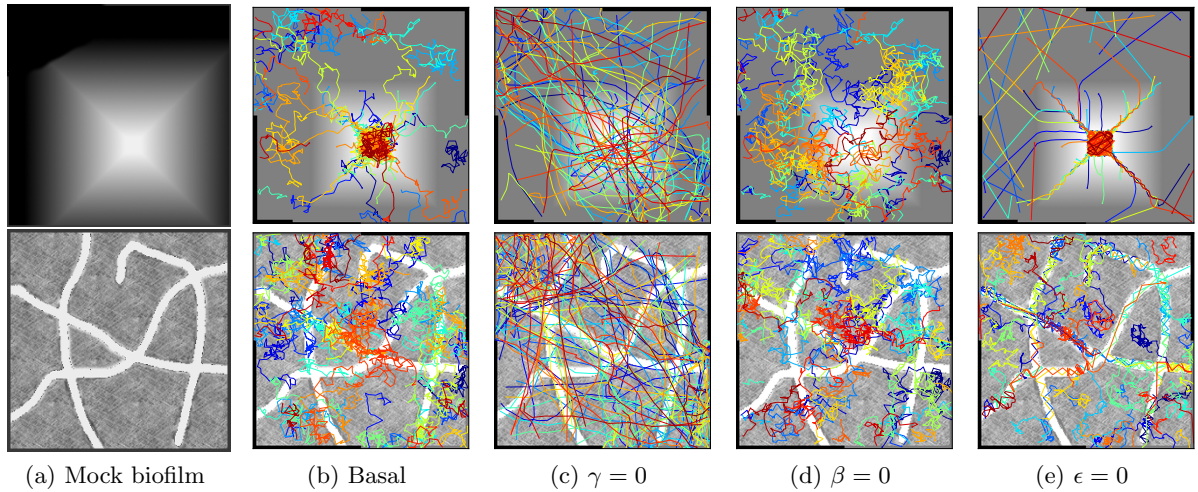 (a) Mock biofilm
(b) Basal
(c) γ = 0
(d) β = 0
(e) ϵ = 0